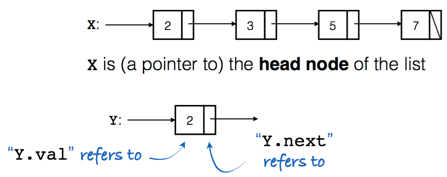 X: 2 3 5 7
X is (a pointer to) the head node of the list
Y: 2
"Y.val" refers to
"Y.next"
refers to